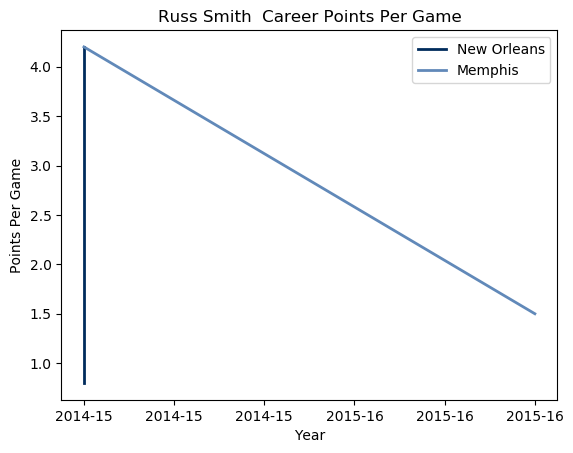 Russ Smith  Career Points Per Game
New Orleans
Memphis
Points Per Game
4.0
3.5
3.0
2.5
2.0
1.5
1.0
2014-15 2014-15 2014-15 2015-16 2015-16 2015-16
Year